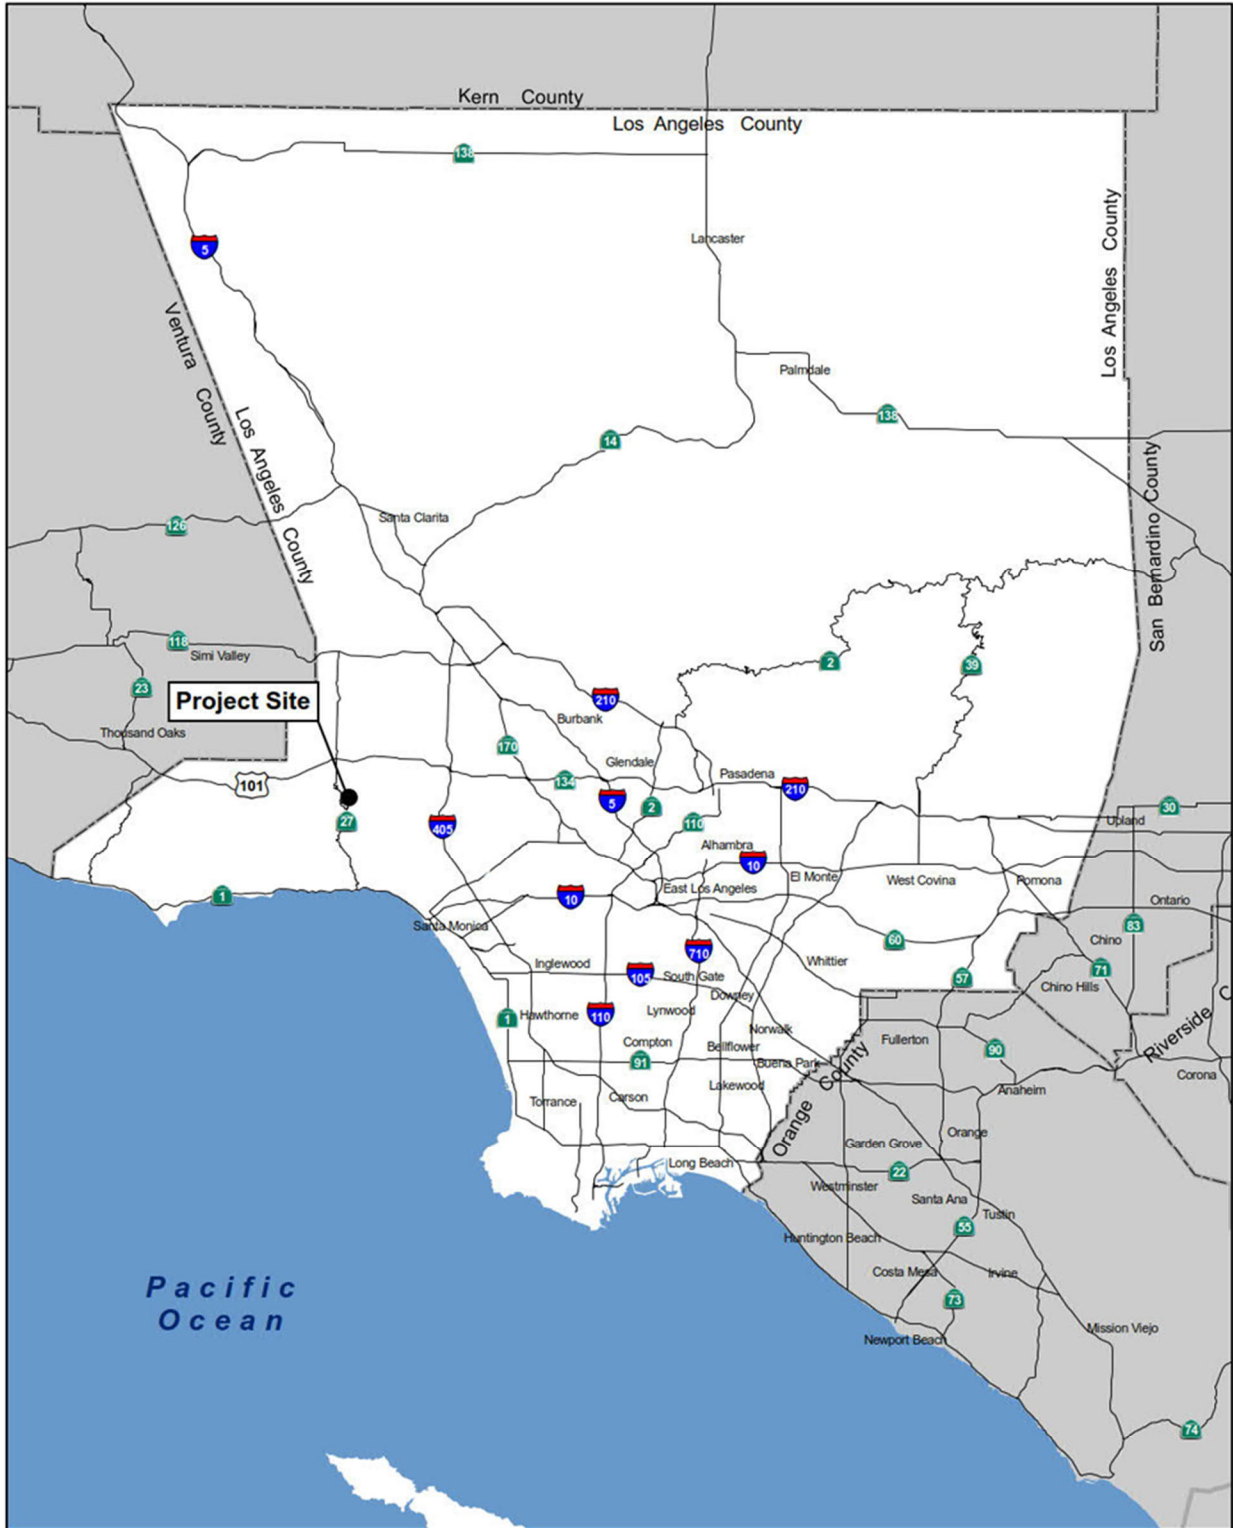 Kern County
Los Angeles County
138
Los Angeles County
5
Lancaster
Ventura County
Palmdale
138
14
Los Angeles County
San Bernardino County
Santa Clarita
126
118
Simi Valley
2
39
23
Project Site
210
Burbank
Thousand Oaks
170
Glendale
134
Pasadena
101
210
5
2
30
27
405
110
Upland
Alhambra
10
El Monte
West Covina
Pomona
East Los Angeles
1
10
Ontario
Santa Monica
83
60
Chino
710
Inglewood
Whittier
71
105
South Gate
57
Chino Hills
Downey
1
Hawthorne
110
Lynwood
Norwalk
Riverside C
Compton
Bellflower
Fullerton
90
91
Buena Park
Corona
Lakewood
Anaheim
Orange County
Torrance
Carson
Orange
Garden Grove
Long Beach
22
Westminster
Santa Ana
Tustin
55
Huntington Beach
Costa Mesa
Irvine
Pacific
Ocean
73
Mission Viejo
Newport Beach
74